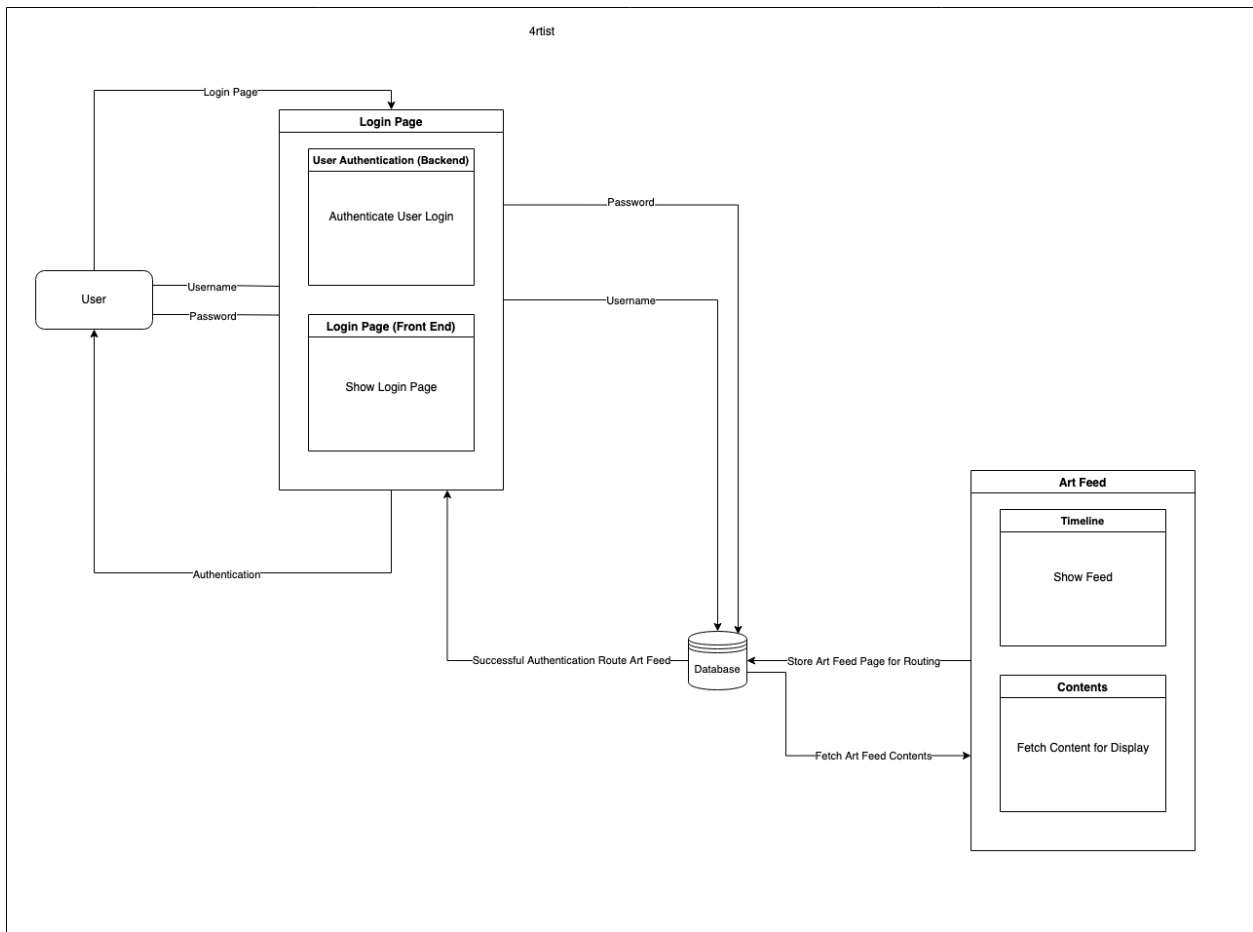 4rtist
Login Page
Login Page
User Authentication (Backend)
Authenticate User Login
Password
User
Username
Password
Username
Login Page (Front End)
Show Login Page
Authentication
Art Feed
Timeline
Show Feed
Successful Authentication Route Art Feed
Database
Store Art Feed Page for Routing
Contents
Fetch Content for Display
Fetch Art Feed Contents